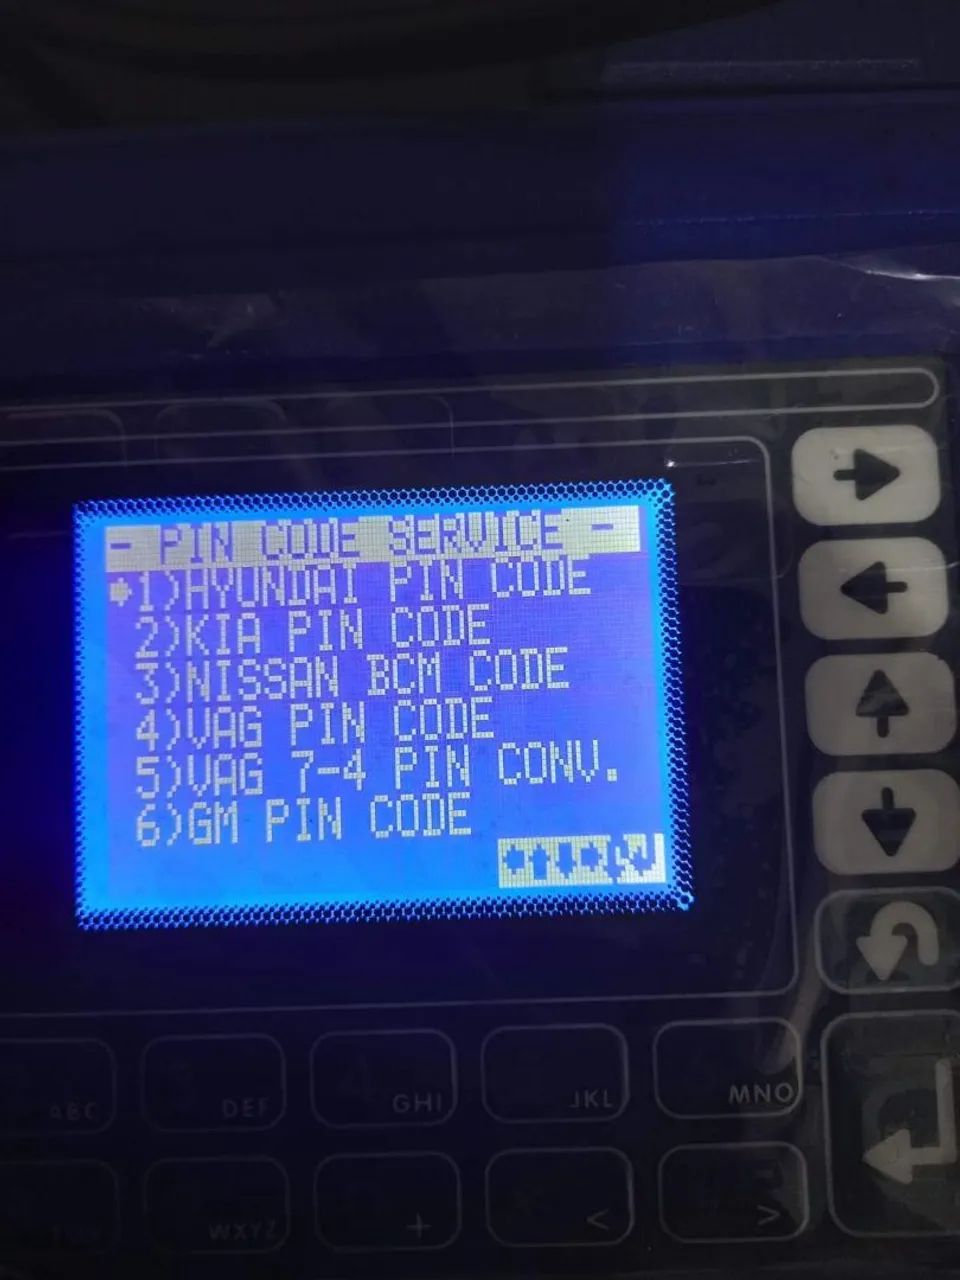 - PIN CODE SERVICE -
1)HYUNDAI PIN CODE
2)KIA PIN CODE
3)NISSAN BCM CODE
4)VAG PIN CODE
5)VAG 7-4 PIN CONV.
6)GM PIN CODE
ABC DEF GHI JKL MNO
WXYZ + < >